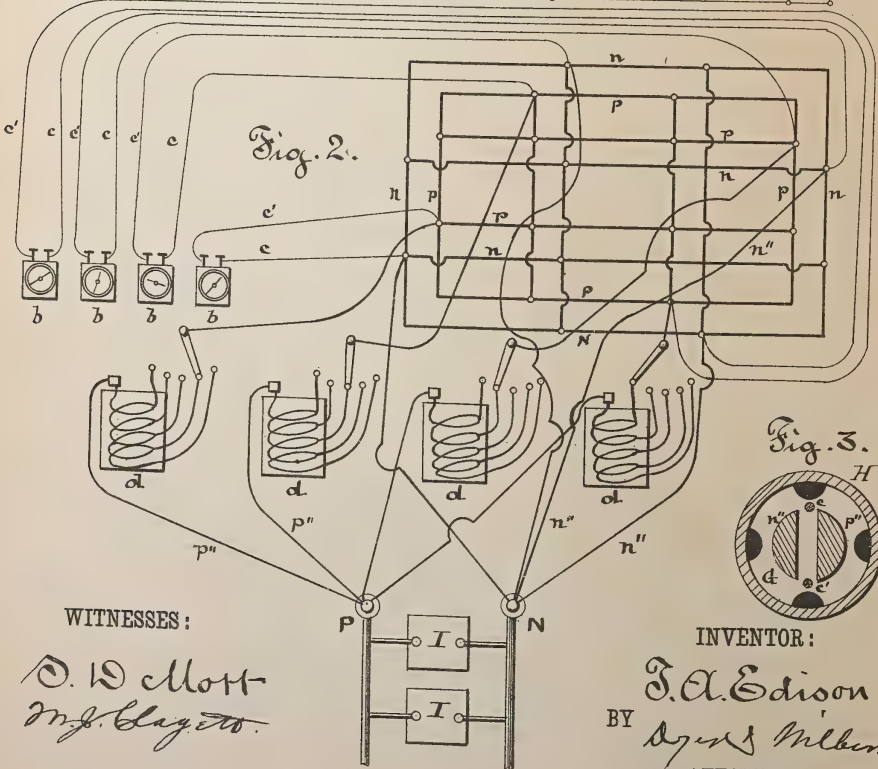 n
p
Fig. 2.
c' c c' c c' c
p
n
n p p n
c'
p
c n n"
p
N
b b b b
Fig. 3.
H
d d d d
n" c p"
p" p" n" n"
d c'
P N
WITNESSES:
I
INVENTOR:
I
T. A. Edison
BY